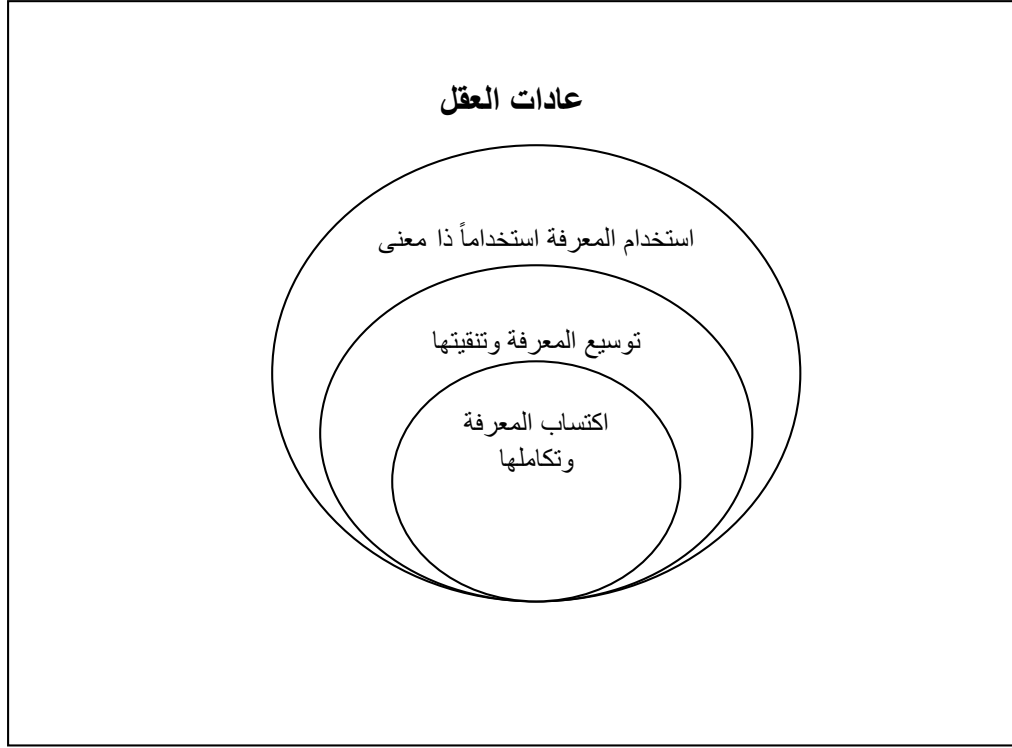 عادات العقل
استخدام المعرفة استخداماً ذا معنى
توسيع المعرفة وتنقيتها
اكتساب المعرفة
وتكاملها